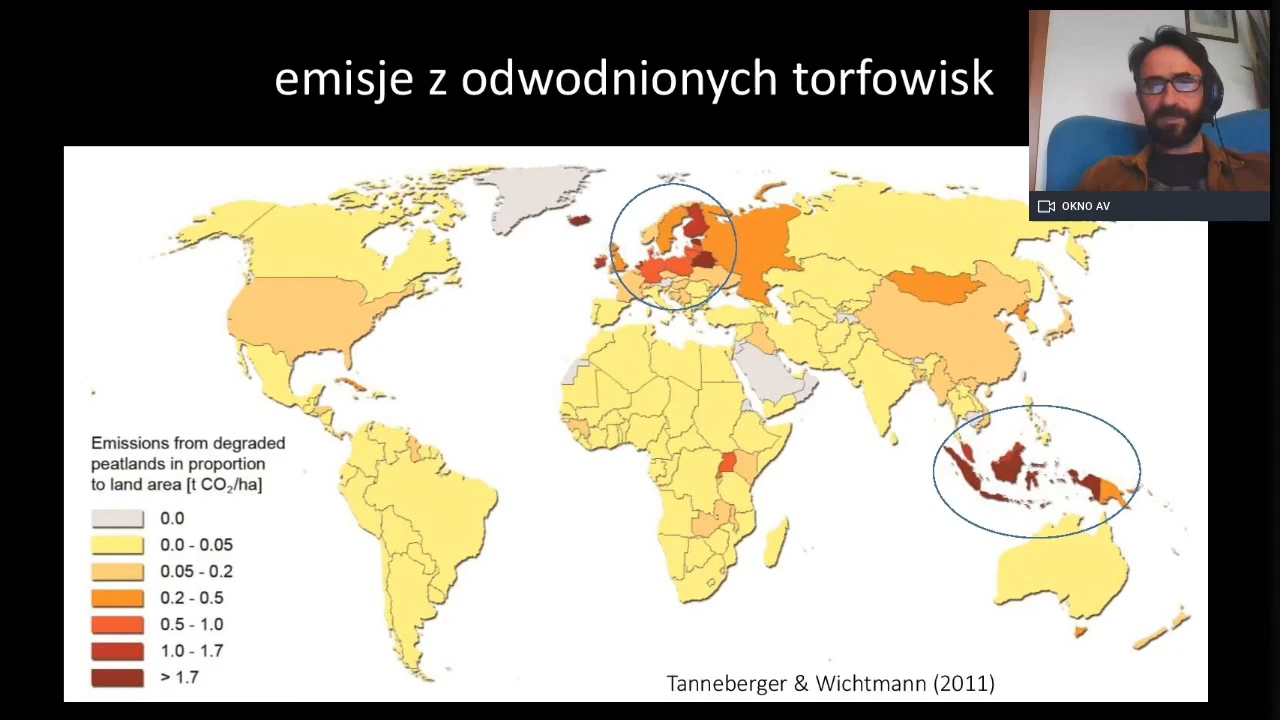 emisje z odwodnionych torfowisk
OKNO AV
Emissions from degraded
peatlands in proportion
to land area [t CO₂/ha]
0.0
0.0 - 0.05
0.05 - 0.2
0.2 - 0.5
0.5 - 1.0
1.0 - 1.7
> 1.7
Tanneberger & Wichtmann (2011)